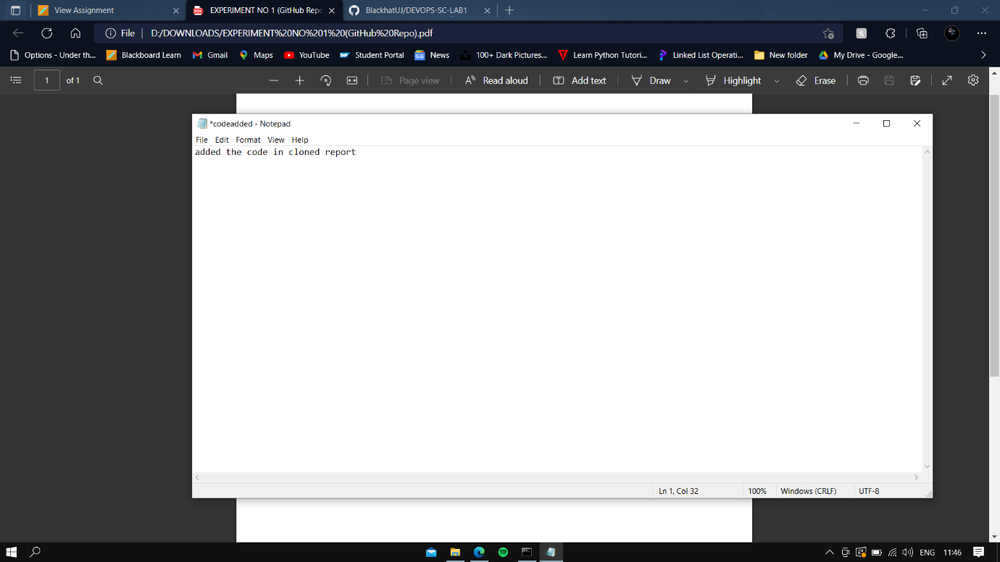 View Assignment
EXPERIMENT NO 1 (GitHub Repo
BlackhatUJ/DEVOPS-SC-LAB1
File
D:/DOWNLOADS/EXPERIMENT%20NO%201%20(GitHub%20Repo).pdf
Options - Under th...
Blackboard Learn
Gmail
Maps
YouTube
Student Portal
News
100+ Dark Pictures...
Learn Python Tutori...
Linked List Operati...
New folder
My Drive - Google...
1 of 1
Page view
Read aloud
Add text
Draw
Highlight
Erase
*codeadded - Notepad
File Edit Format View Help
added the code in cloned report
Ln 1, Col 32
100%
Windows (CRLF)
UTF-8
ENG
11:46